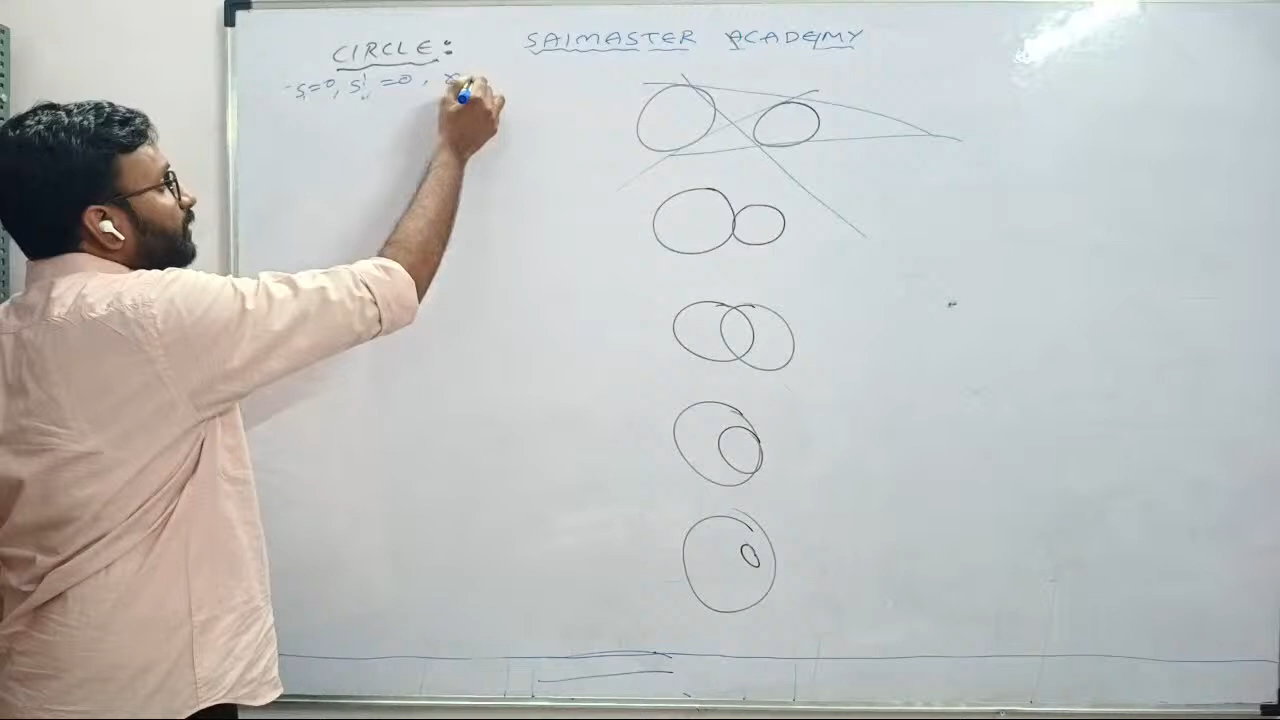 CIRCLE:
SAIMASTER ACADEMY
S=0, S' =0, r